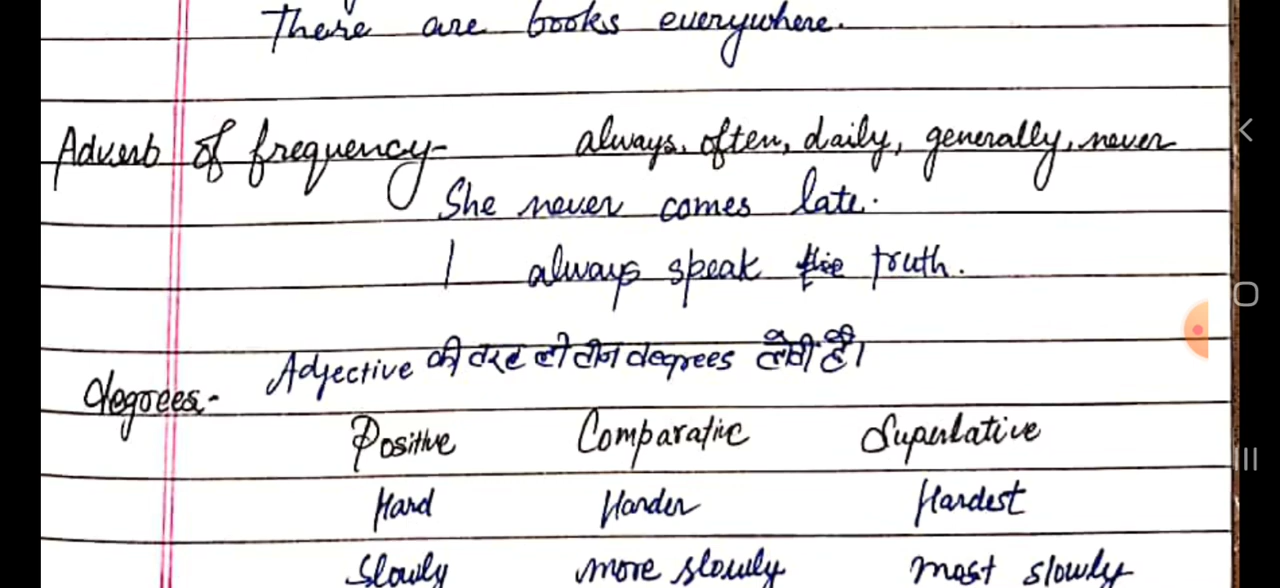 There are books everywhere.
Adverb of frequency- always, often, daily, generally, never
She never comes late.
I always speak the truth.
Adjective की तरह ही तीन degrees होती हैं।
degrees:-
Positive Comparative Superlative
Hard Harder Hardest
Slowly more slowly most slowly